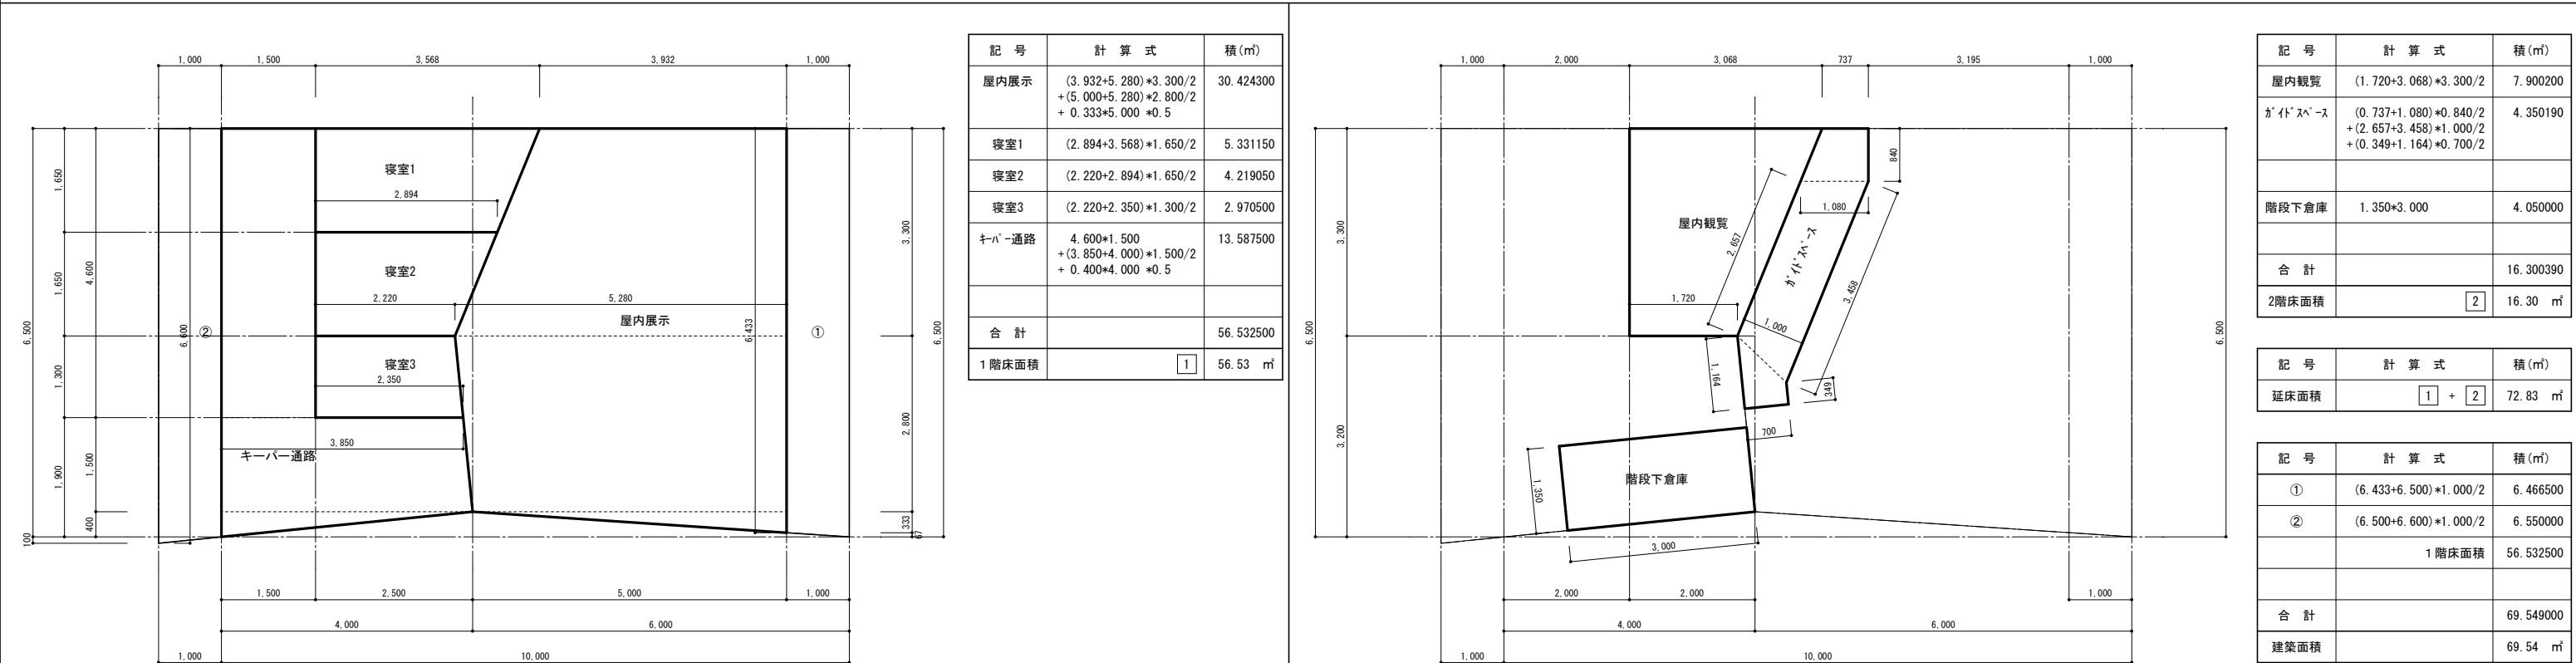 1,000 1,500 3,568 3,932 1,000
6,500
100
1,650
1,650
1,300
1,900
4,600
1,500
400
6,600
②
寝室1
2,894
寝室2
2,220
5,280
屋内展示
寝室3
2,350
3,850
キーパー通路
6,433
①
3,300
2,800
333
67
6,500
1,500 2,500 5,000 1,000
4,000 6,000
1,000 10,000
記 号 計 算 式 積(㎡)
屋内展示 (3.932+5.280)*3.300/2 30.424300
+(5.000+5.280)*2.800/2
+ 0.333*5.000 *0.5
寝室1 (2.894+3.568)*1.650/2 5.331150
寝室2 (2.220+2.894)*1.650/2 4.219050
寝室3 (2.220+2.350)*1.300/2 2.970500
キーパー通路 4.600*1.500 13.587500
+(3.850+4.000)*1.500/2
+ 0.400*4.000 *0.5
合 計 56.532500
1階床面積 1 56.53 ㎡
1,000 2,000 3,068 737 3,195 1,000
6,500
3,300
3,200
屋内観覧
2,657
ガイドスペース
840
1,080
3,458
1,720
1,000
1,164
349
700
階段下倉庫
1,350
3,000
6,500
2,000 2,000 1,000
4,000 6,000
1,000 10,000
記 号 計 算 式 積(㎡)
屋内観覧 (1.720+3.068)*3.300/2 7.900200
ガイドスペース (0.737+1.080)*0.840/2 4.350190
+(2.657+3.458)*1.000/2
+(0.349+1.164)*0.700/2
階段下倉庫 1.350*3.000 4.050000
合 計 16.300390
2階床面積 2 16.30 ㎡
記 号 計 算 式 積(㎡)
延床面積 1 + 2 72.83 ㎡
記 号 計 算 式 積(㎡)
① (6.433+6.500)*1.000/2 6.466500
② (6.500+6.600)*1.000/2 6.550000
1階床面積 56.532500
合 計 69.549000
建築面積 69.54 ㎡